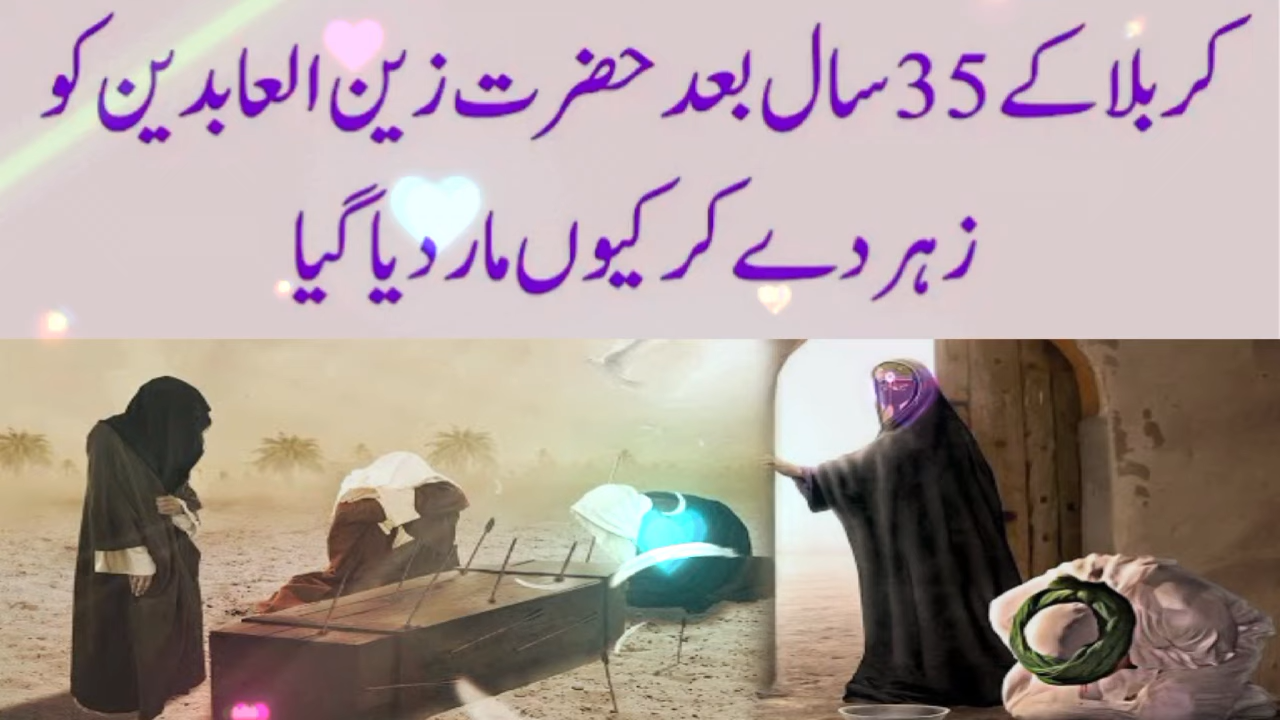 کربلا کے 35 سال بعد حضرت زین العابدین کو
زہر دے کر کیوں مار دیا گیا